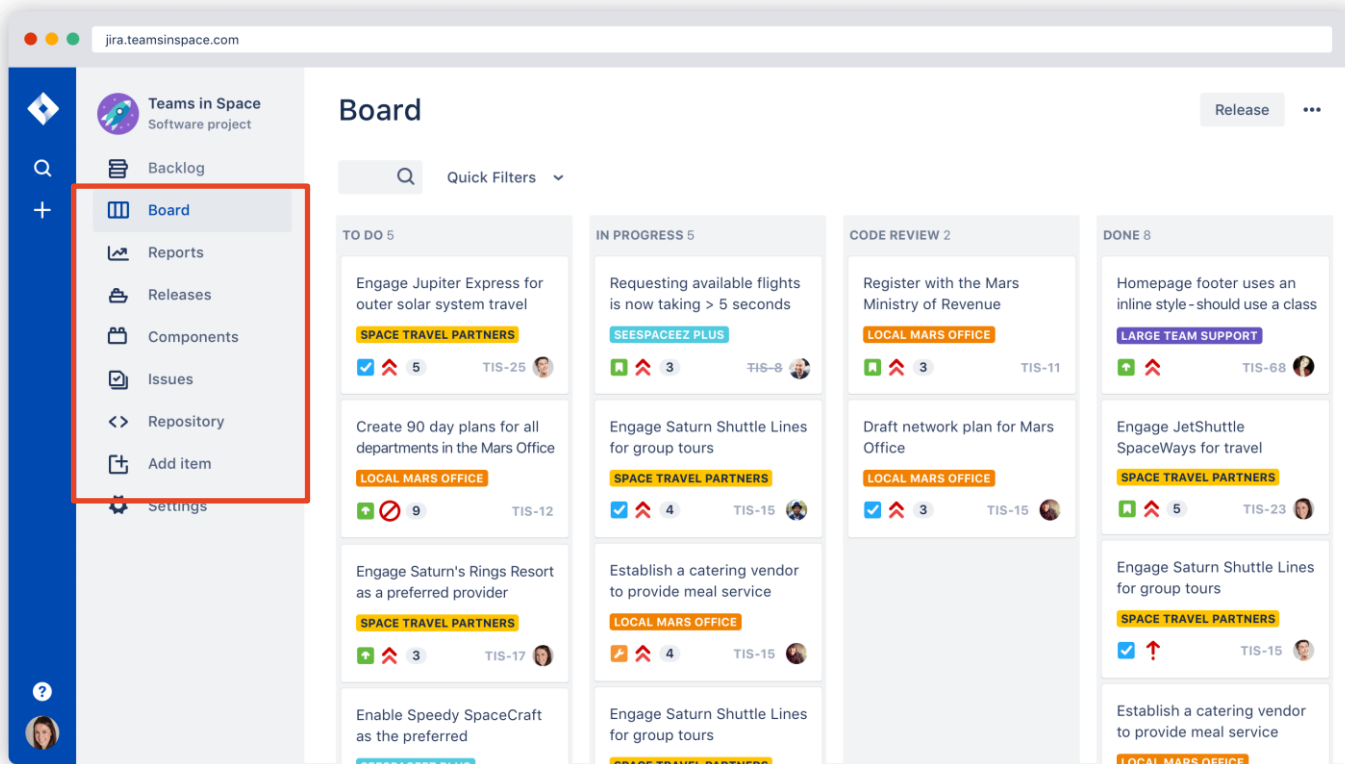 jira.teamsinspace.com
Teams in Space
Software project
Backlog
Board
Reports
Releases
Components
Issues
Repository
Add item
Settings
?
Board
Release
Quick Filters
TO DO 5
Engage Jupiter Express for
outer solar system travel
SPACE TRAVEL PARTNERS
5 TIS-25
Create 90 day plans for all
departments in the Mars Office
LOCAL MARS OFFICE
9 TIS-12
Engage Saturn's Rings Resort
as a preferred provider
SPACE TRAVEL PARTNERS
3 TIS-17
Enable Speedy SpaceCraft
as the preferred
SEESPACEEZ PLUS
IN PROGRESS 5
Requesting available flights
is now taking > 5 seconds
SEESPACEEZ PLUS
3 TIS-8
Engage Saturn Shuttle Lines
for group tours
SPACE TRAVEL PARTNERS
4 TIS-15
Establish a catering vendor
to provide meal service
LOCAL MARS OFFICE
4 TIS-15
Engage Saturn Shuttle Lines
for group tours
SPACE TRAVEL PARTNERS
CODE REVIEW 2
Register with the Mars
Ministry of Revenue
LOCAL MARS OFFICE
3 TIS-11
Draft network plan for Mars
Office
LOCAL MARS OFFICE
3 TIS-15
DONE 8
Homepage footer uses an
inline style-should use a class
LARGE TEAM SUPPORT
TIS-68
Engage JetShuttle
SpaceWays for travel
SPACE TRAVEL PARTNERS
5 TIS-23
Engage Saturn Shuttle Lines
for group tours
SPACE TRAVEL PARTNERS
TIS-15
Establish a catering vendor
to provide meal service
LOCAL MARS OFFICE